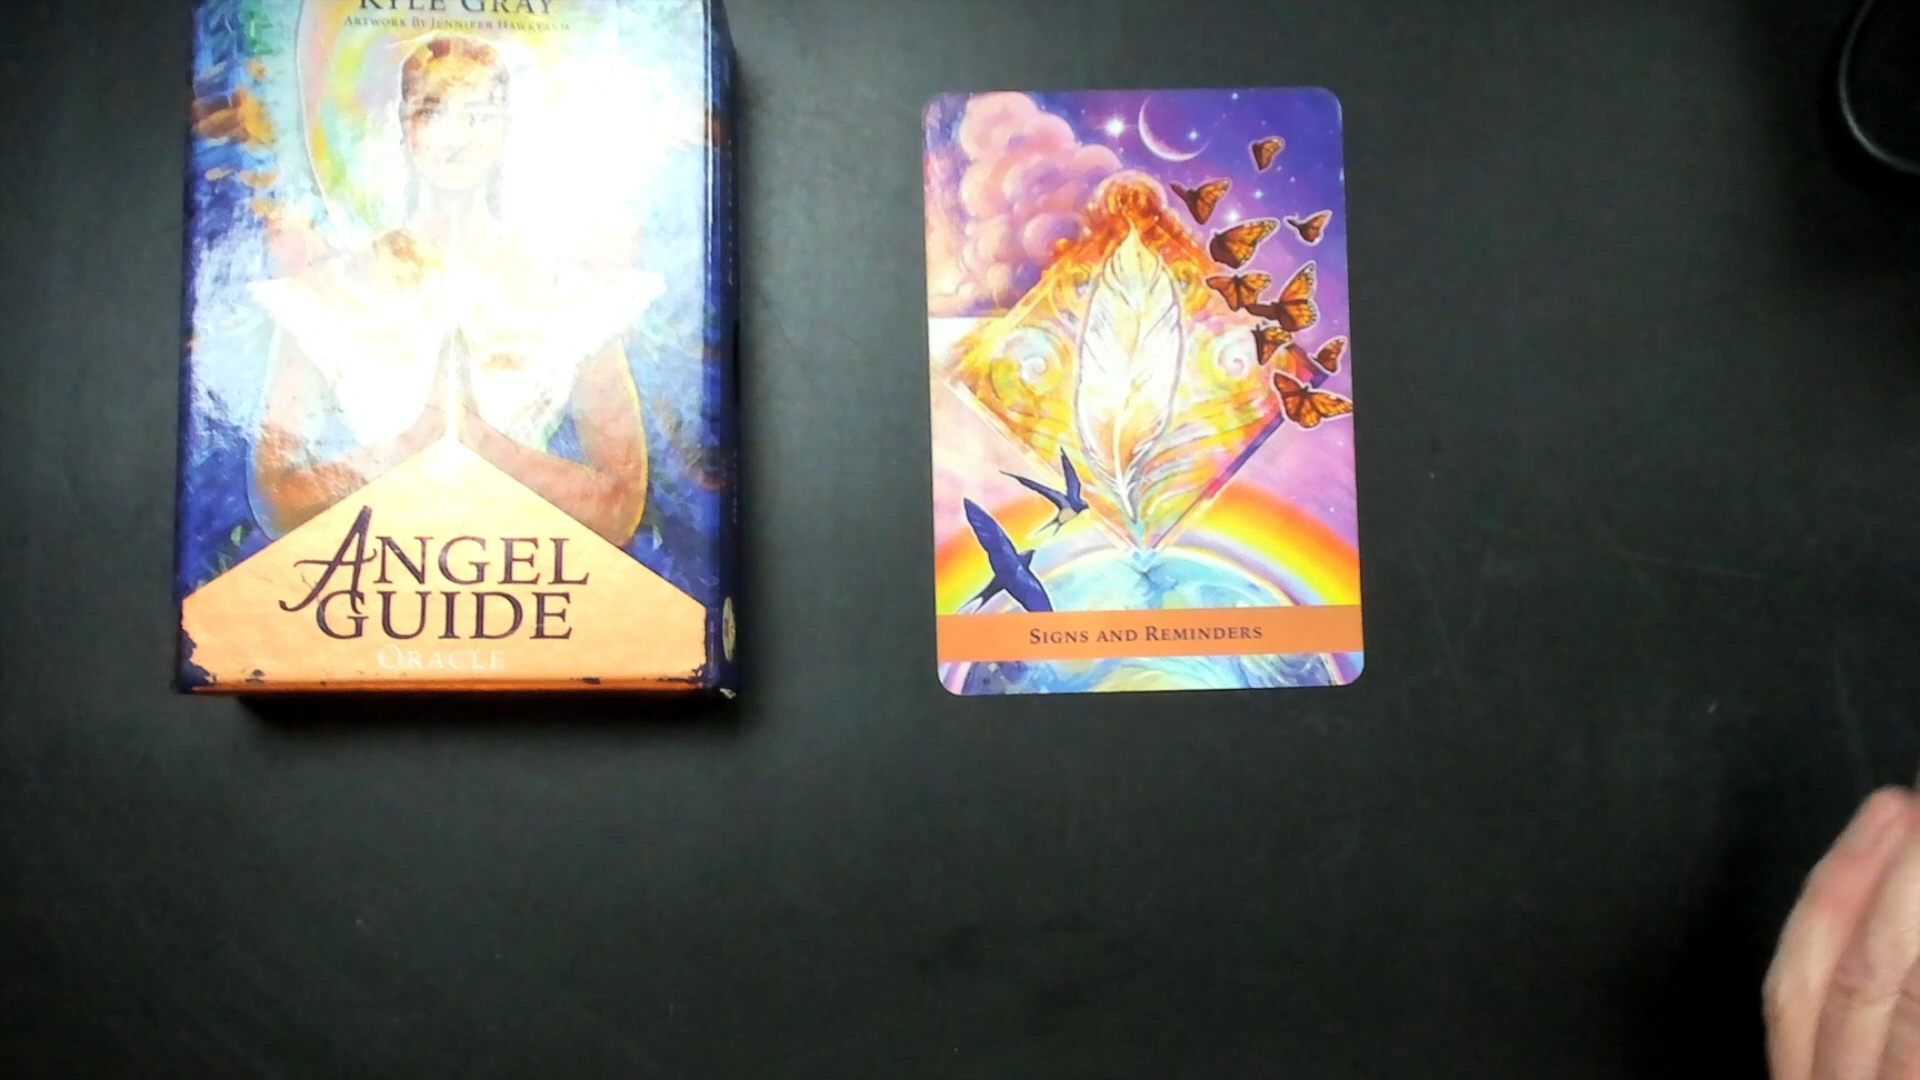 KYLE GRAY
ARTWORK BY JENNIFER HAWKYARD
ANGEL
GUIDE
ORACLE
SIGNS AND REMINDERS